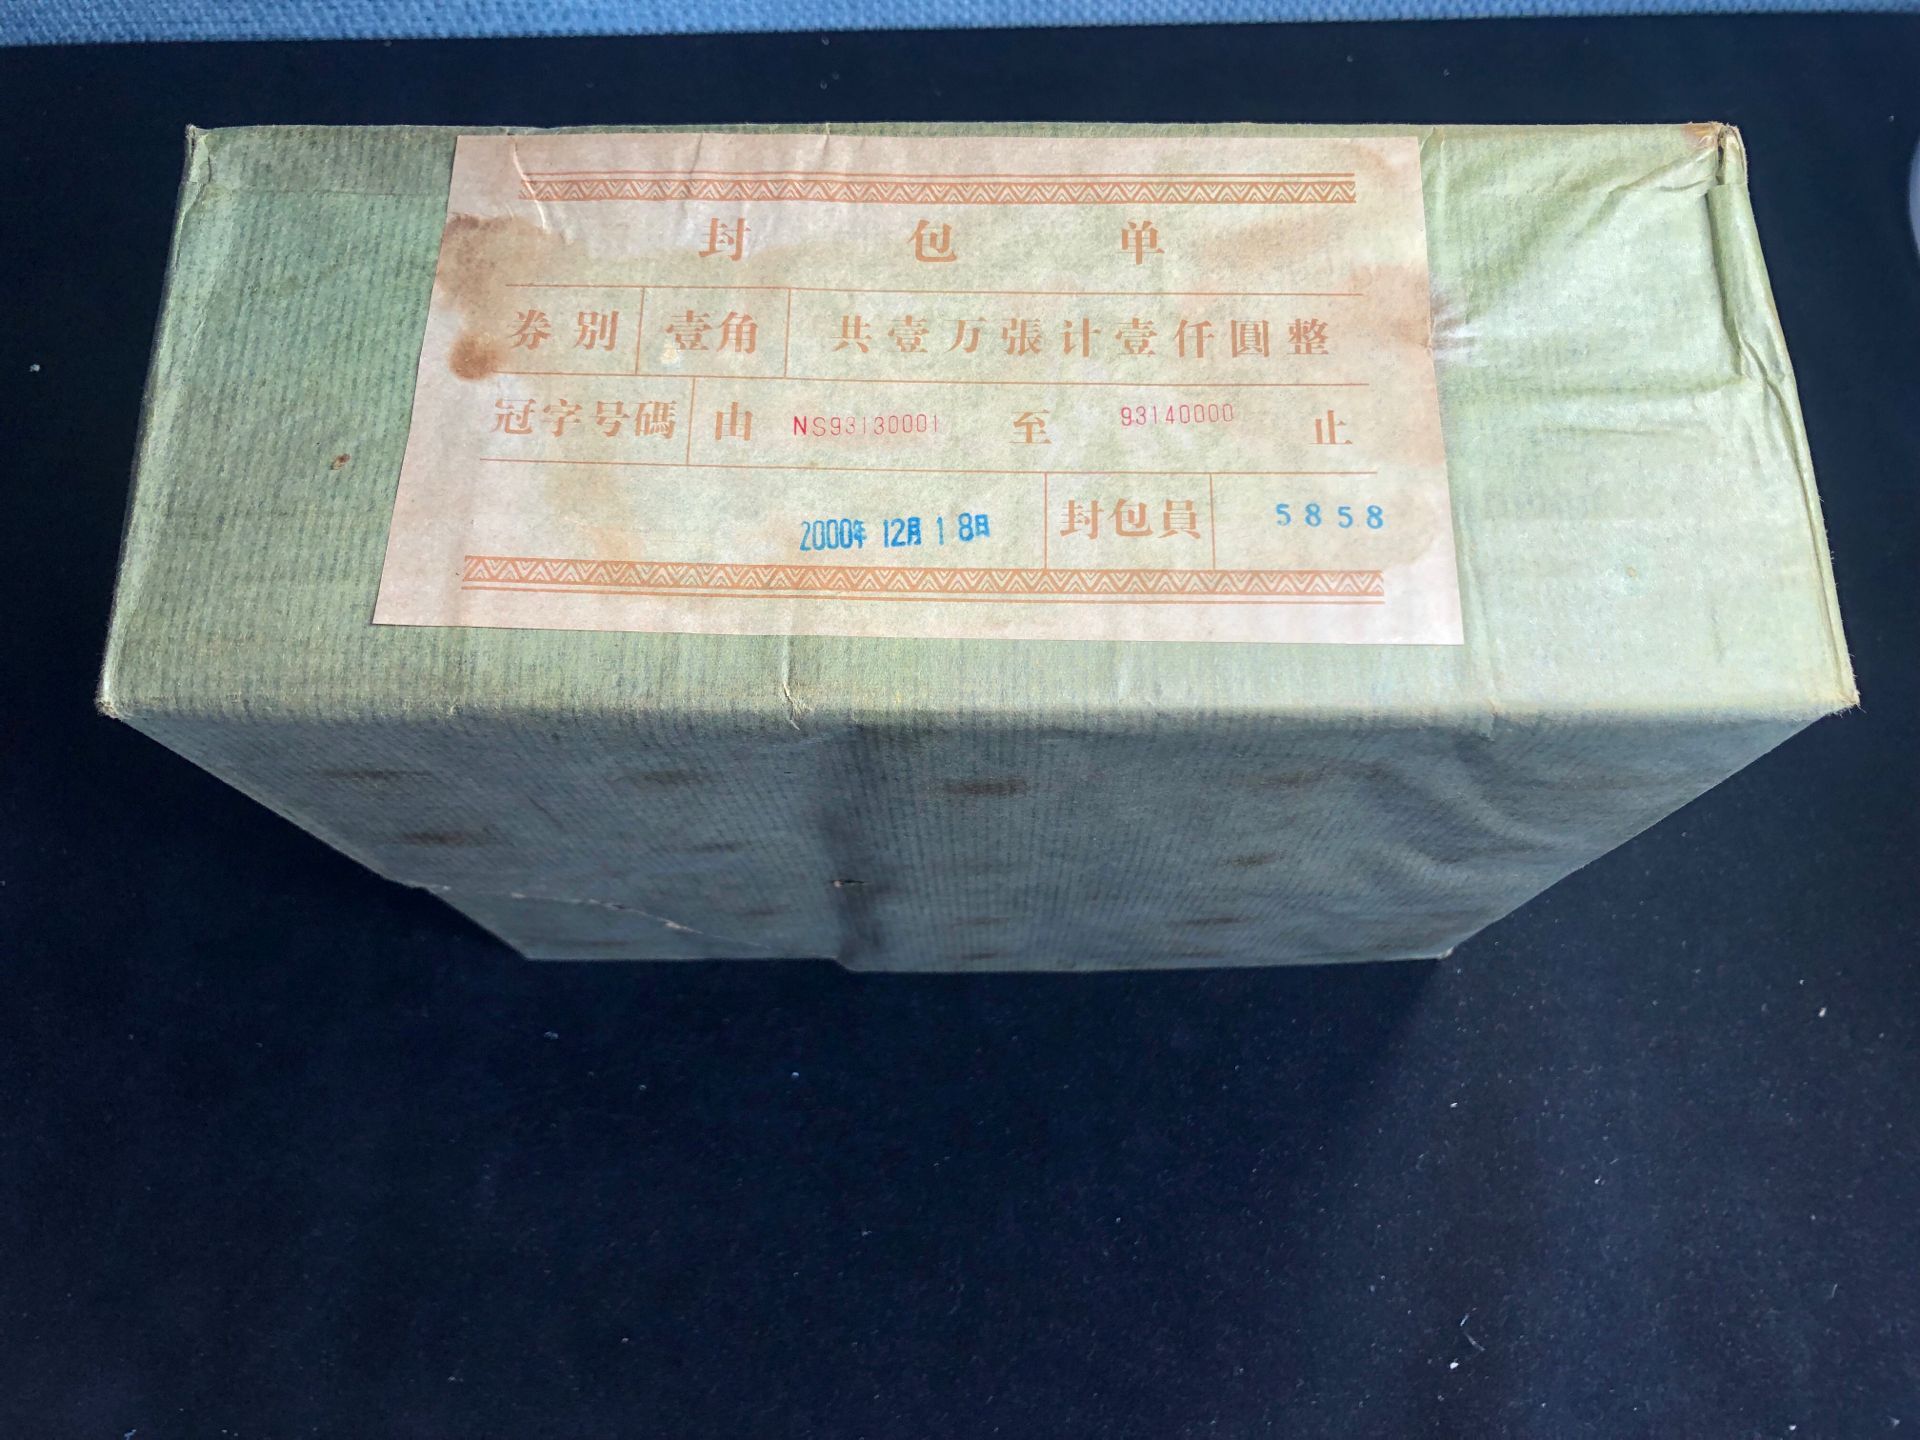 封包单
券别 壹角 共壹万張计壹仟圓整
冠字号碼 由 NS93130001 至 93140000 止
2000年 12月 18日 封包員 5858